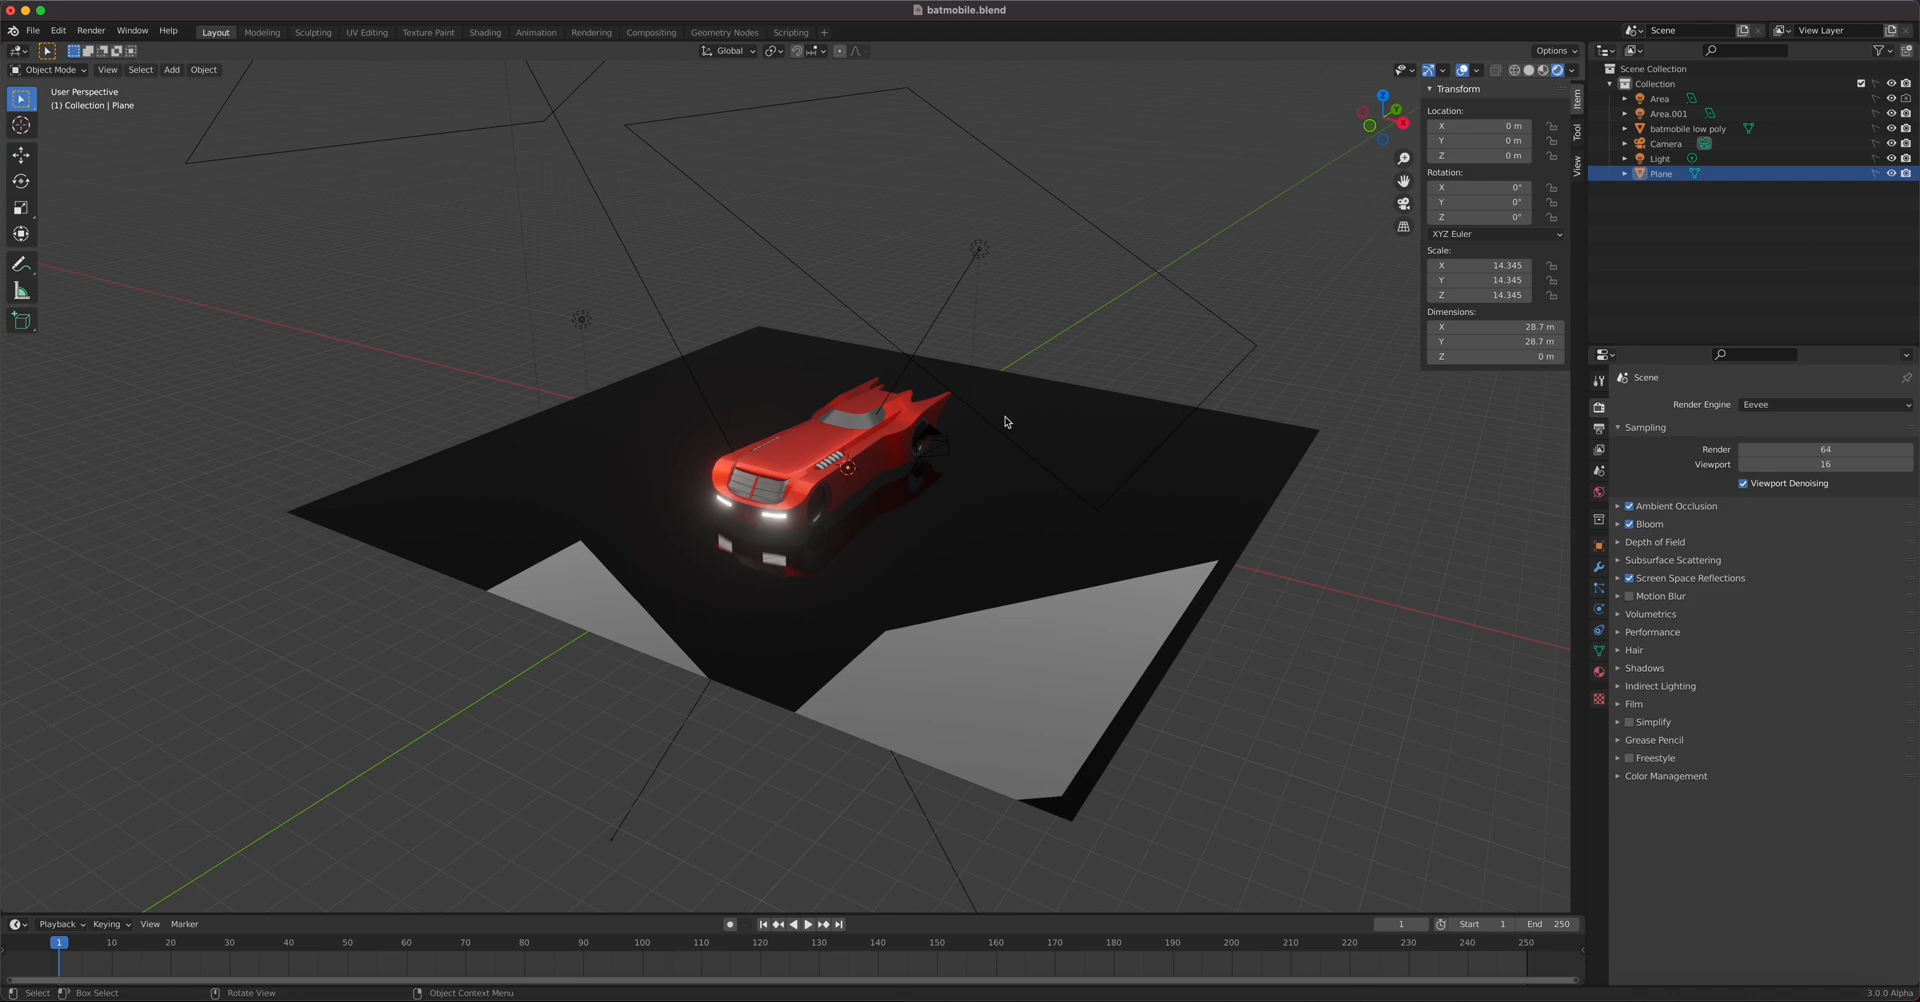 batmobile.blend
File Edit Render Window Help Layout Modeling Sculpting UV Editing Texture Paint Shading Animation Rendering Compositing Geometry Nodes Scripting + Scene View Layer
Global Options
Object Mode View Select Add Object
User Perspective
(1) Collection | Plane
Z
Y
X
Transform
Location:
X 0 m
Y 0 m
Z 0 m
Rotation:
X 0°
Y 0°
Z 0°
XYZ Euler
Scale:
X 14.345
Y 14.345
Z 14.345
Dimensions:
X 28.7 m
Y 28.7 m
Z 0 m
Item
Tool
View
Scene Collection
Collection
Area
Area.001
batmobile low poly
Camera
Light
Plane
Scene
Render Engine Eevee
Sampling
Render 64
Viewport 16
Viewport Denoising
Ambient Occlusion
Bloom
Depth of Field
Subsurface Scattering
Screen Space Reflections
Motion Blur
Volumetrics
Performance
Hair
Shadows
Indirect Lighting
Film
Simplify
Grease Pencil
Freestyle
Color Management
Playback Keying View Marker 1 Start 1 End 250
1 10 20 30 40 50 60 70 80 90 100 110 120 130 140 150 160 170 180 190 200 210 220 230 240 250
Select Box Select Rotate View Object Context Menu 3.0.0 Alpha